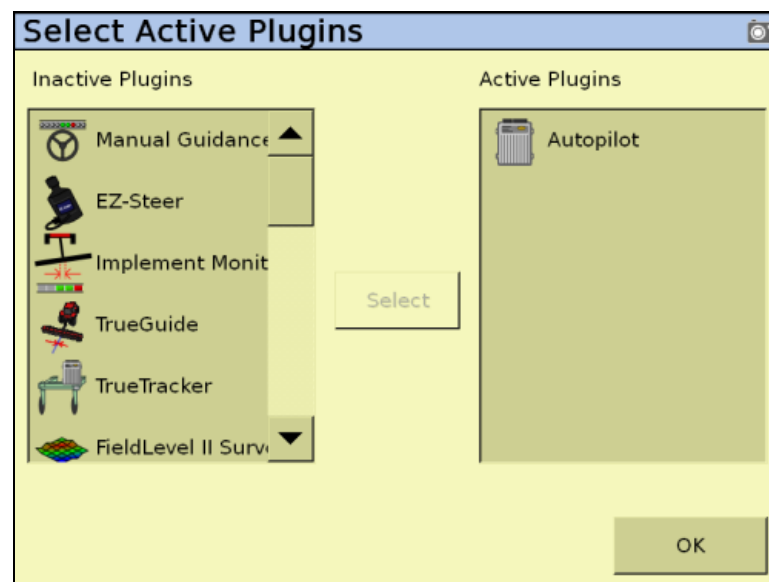 Select Active Plugins
Inactive Plugins
Active Plugins
Manual Guidance
EZ-Steer
Implement Monit
TrueGuide
TrueTracker
FieldLevel II Surve
Autopilot
Select
OK